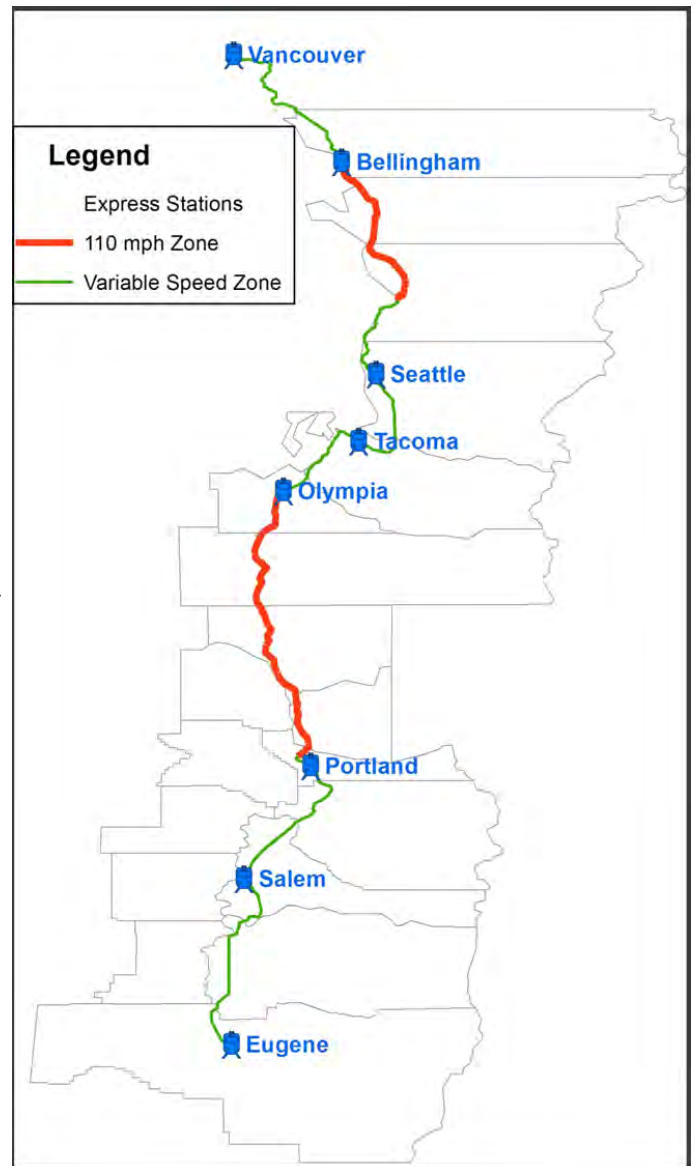 Vancouver
Legend
Bellingham
Express Stations
110 mph Zone
Variable Speed Zone
Seattle
Tacoma
Olympia
Portland
Salem
Eugene